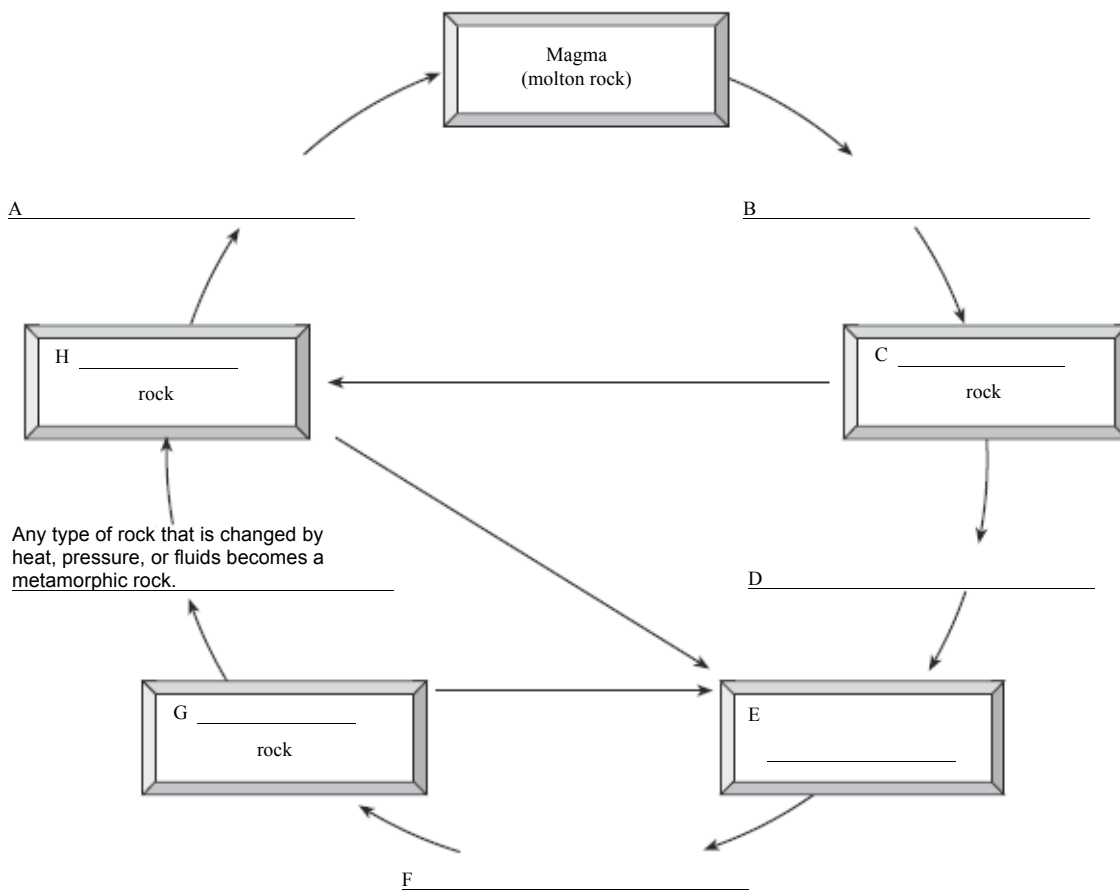 Magma
(molton rock)
A
B
H
rock
C
rock
Any type of rock that is changed by
heat, pressure, or fluids becomes a
metamorphic rock.
D
G
rock
E
F